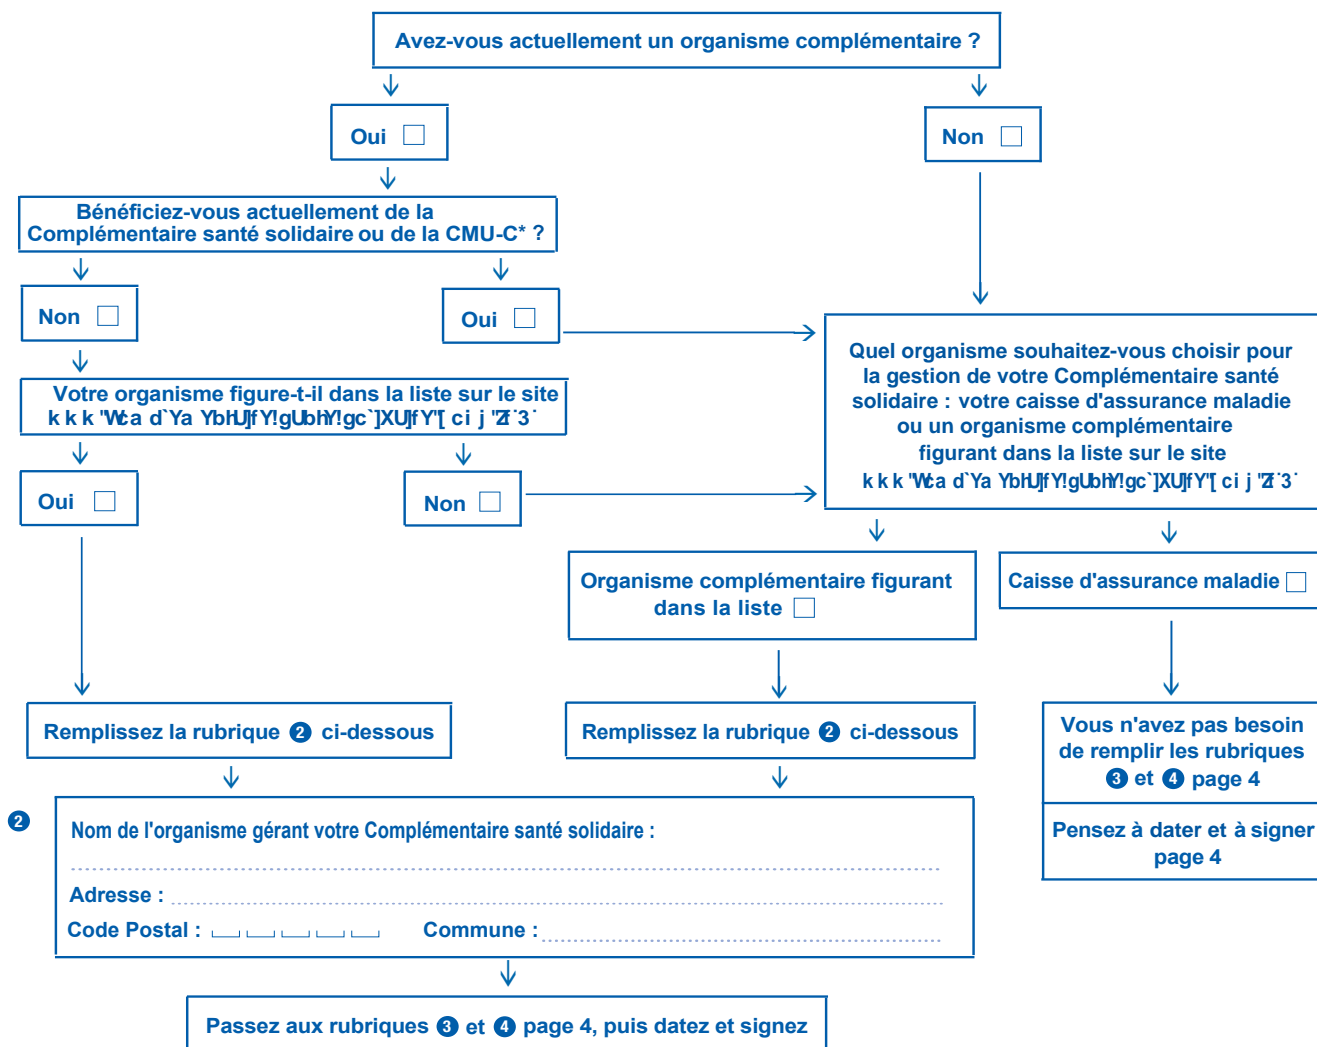 Avez-vous actuellement un organisme complémentaire ?
Oui
Non
Bénéficiez-vous actuellement de la
Complémentaire santé solidaire ou de la CMU-C* ?
Non
Oui
Votre organisme figure-t-il dans la liste sur le site
Quel organisme souhaitez-vous choisir pour
la gestion de votre Complémentaire santé
solidaire : votre caisse d'assurance maladie
ou un organisme complémentaire
figurant dans la liste sur le site
Oui
Non
Organisme complémentaire figurant
dans la liste
Caisse d'assurance maladie
Remplissez la rubrique 2 ci-dessous
Remplissez la rubrique 2 ci-dessous
Vous n'avez pas besoin
de remplir les rubriques
3 et 4 page 4
Pensez à dater et à signer
page 4
2
Nom de l'organisme gérant votre Complémentaire santé solidaire :
Adresse :
Code Postal : Commune :
Passez aux rubriques 3 et 4 page 4, puis datez et signez